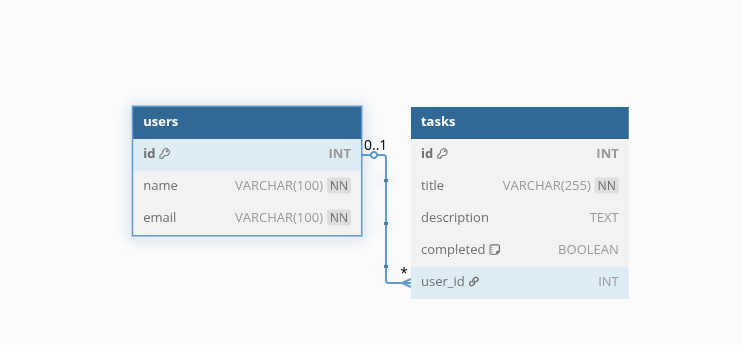 users
id INT
name VARCHAR(100) NN
email VARCHAR(100) NN
0..1
*
tasks
id INT
title VARCHAR(255) NN
description TEXT
completed BOOLEAN
user_id INT